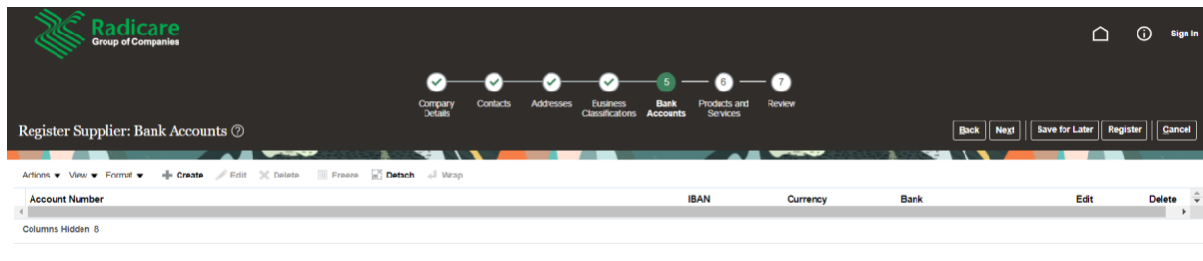 Radicare
Group of Companies
Sign In
5 6 7
Company Details Contacts Addresses Business Classifications Bank Accounts Products and Services Review
Register Supplier: Bank Accounts
Back Next Save for Later Register Cancel
Actions View Format Create Edit Delete Freeze Detach Wrap
Account Number IBAN Currency Bank Edit Delete
Columns Hidden 8